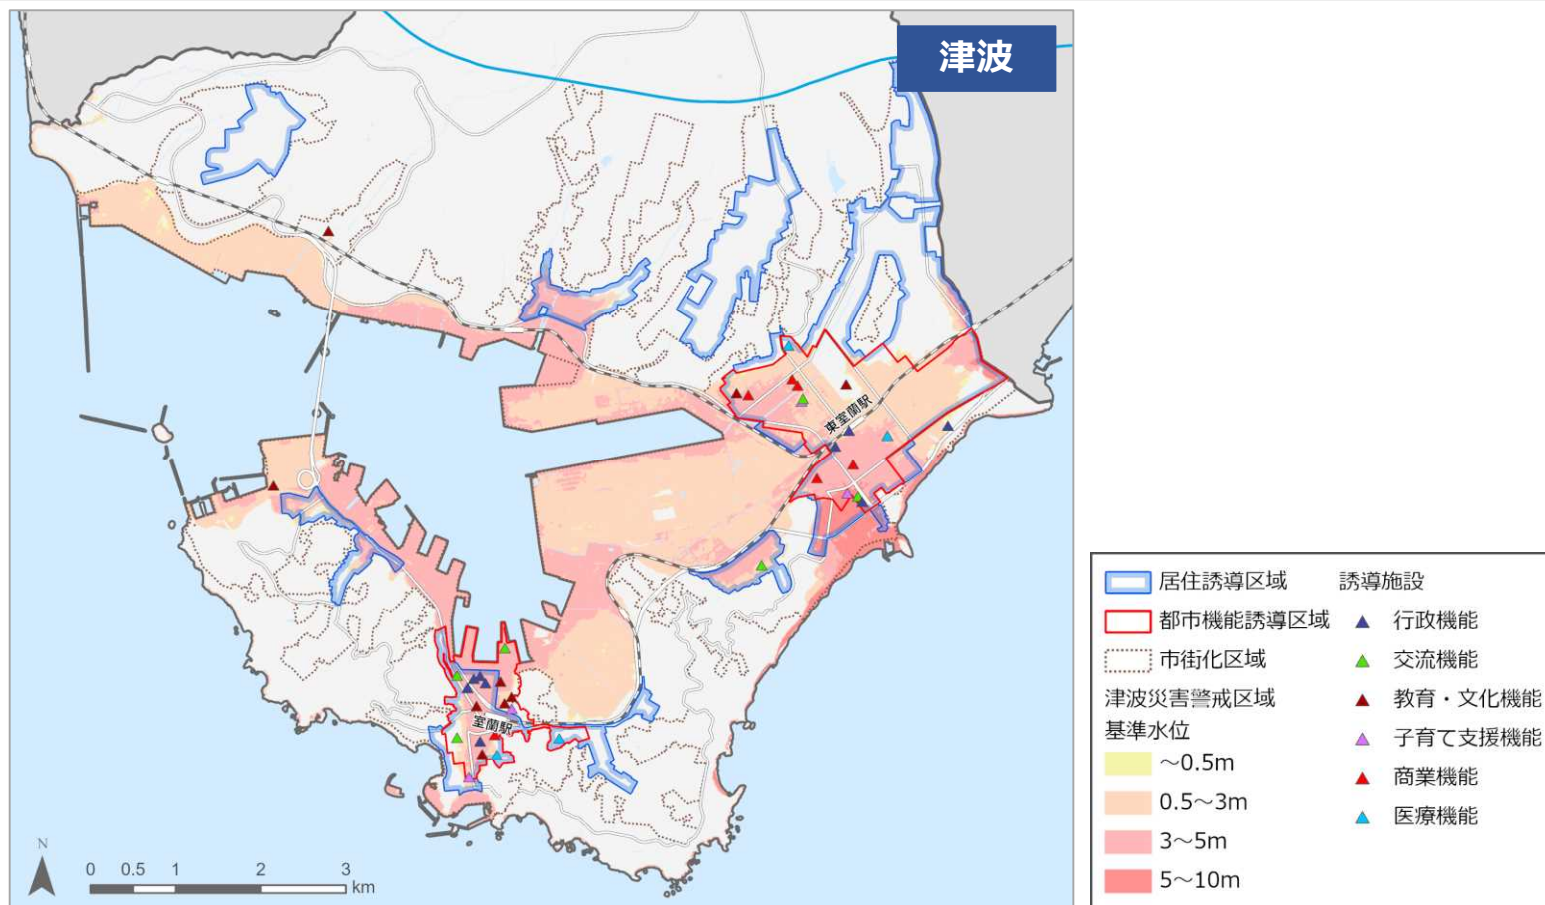 津波
東室蘭駅
室蘭駅
N
0 0.5 1 2 3
km
居住誘導区域
都市機能誘導区域
市街化区域
津波災害警戒区域
基準水位
～0.5m
0.5～3m
3～5m
5～10m
誘導施設
行政機能
交流機能
教育・文化機能
子育て支援機能
商業機能
医療機能